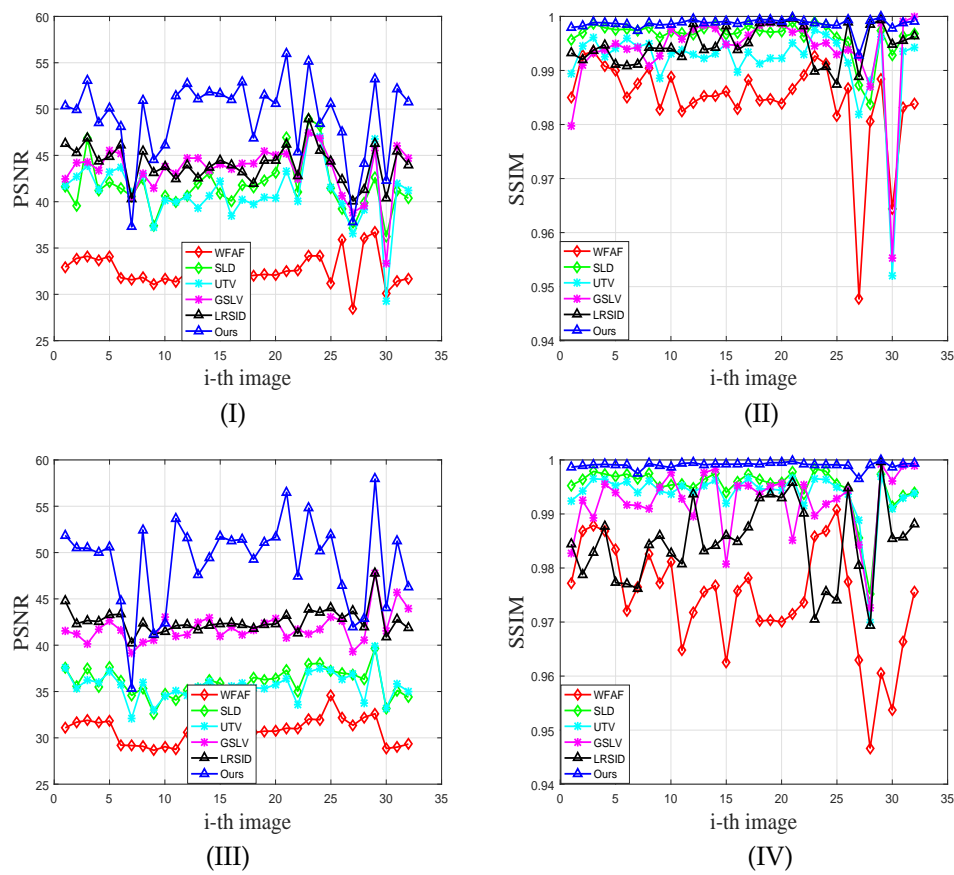 60
55
50
45
40
35
30
25
PSNR
0 5 10 15 20 25 30 35
i-th image
WFAF
SLD
UTV
GSLV
LRSID
Ours
(I)
1
0.99
0.98
0.97
0.96
0.95
0.94
SSIM
0 5 10 15 20 25 30 35
i-th image
WFAF
SLD
UTV
GSLV
LRSID
Ours
(II)
60
55
50
45
40
35
30
25
PSNR
0 5 10 15 20 25 30 35
i-th image
WFAF
SLD
UTV
GSLV
LRSID
Ours
(III)
1
0.99
0.98
0.97
0.96
0.95
0.94
SSIM
0 5 10 15 20 25 30 35
i-th image
WFAF
SLD
UTV
GSLV
LRSID
Ours
(IV)